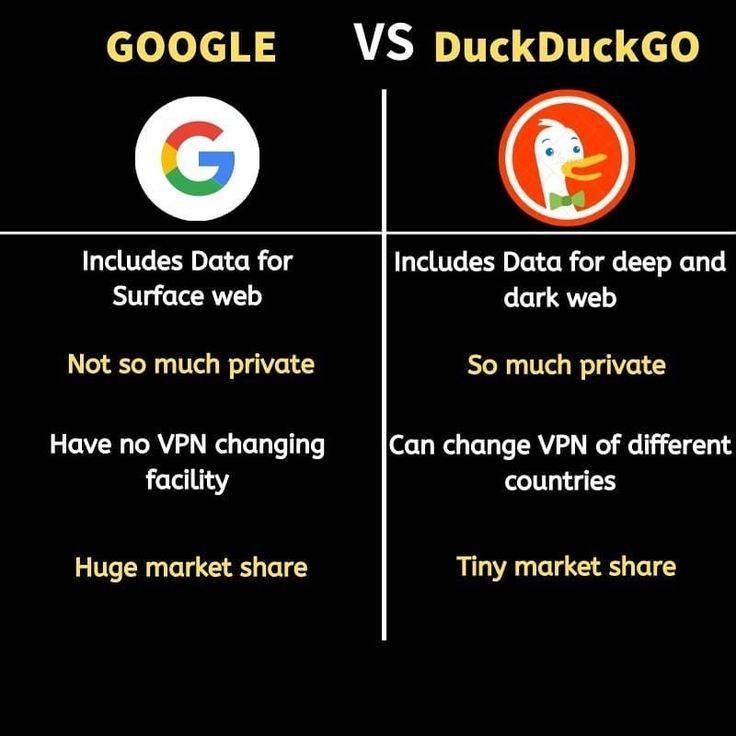 GOOGLE VS DuckDuckGO
Includes Data for
Surface web
Includes Data for deep and
dark web
Not so much private
So much private
Have no VPN changing
facility
Can change VPN of different
countries
Huge market share
Tiny market share